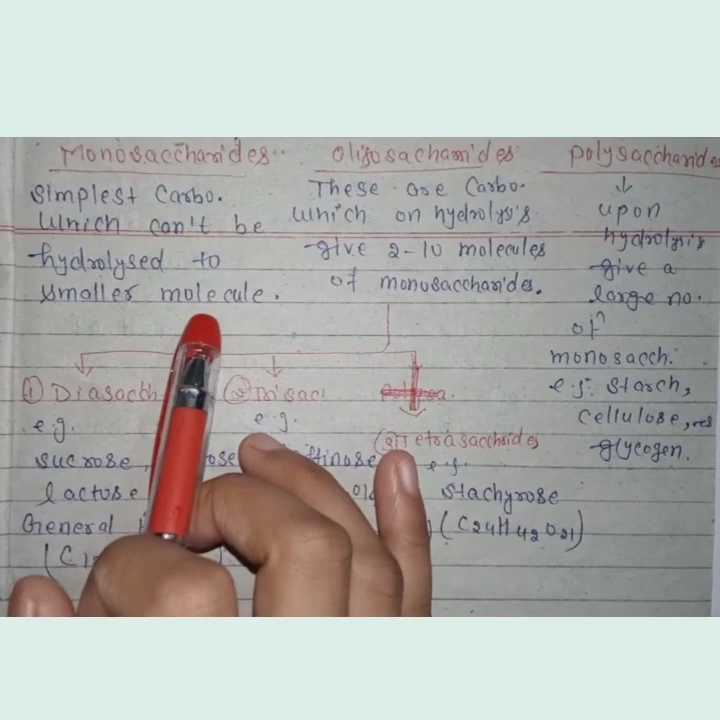 Monosaccharides
Simplest Carbo.
which can't be
hydrolysed to
smaller molecule.
Oligosacharides
These are Carbo.
which on hydrolysis
give 2-10 molecules
of monosaccharides.
① Diasacch
e.g.
sucrose,
lactose
General
② Trisacc
e.g.
③ Tetrasaccharides
e.g.
stachyrose
(C24H42O21)
polysaccharides
↓
upon
hydrolysis
give a
large no.
of
monosacch.
e.g. starch,
cellulose,
glycogen.